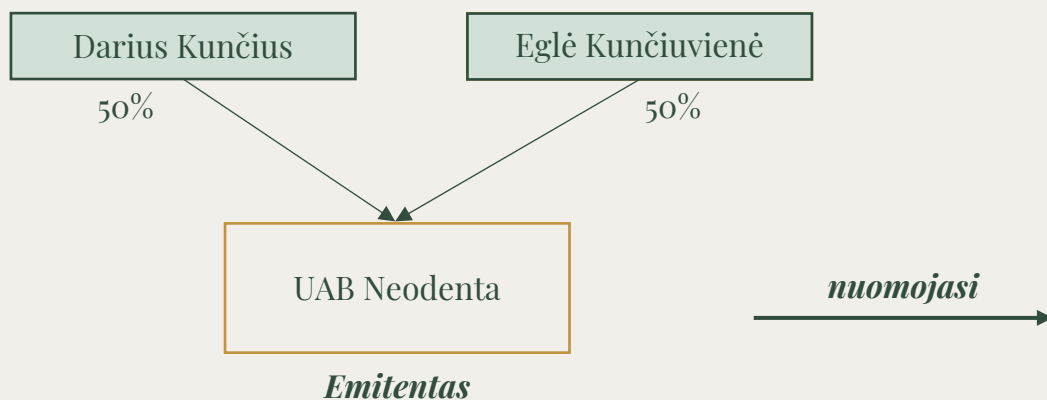 Darius Kunčius
Eglė Kunčiuvienė
50%
50%
UAB Neodenta
nuomojasi
Emitentas